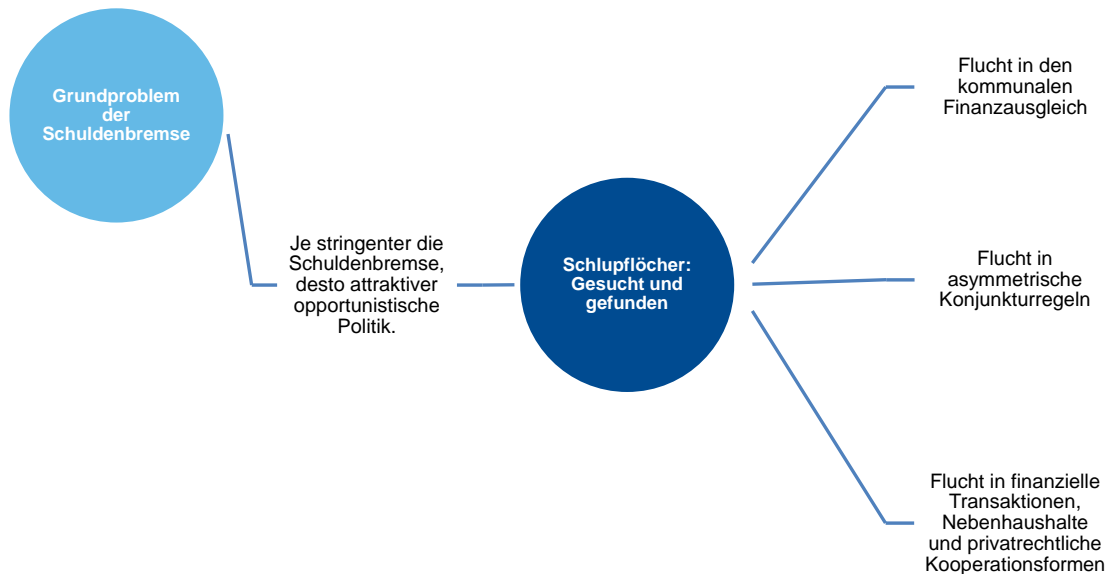 Grundproblem
der
Schuldenbremse
Je stringenter die
Schuldenbremse,
desto attraktiver
opportunistische
Politik.
Schlupflöcher:
Gesucht und
gefunden
Flucht in den
kommunalen
Finanzausgleich
Flucht in
asymmetrische
Konjunkturregeln
Flucht in finanzielle
Transaktionen,
Nebenhaushalte
und privatrechtliche
Kooperationsformen